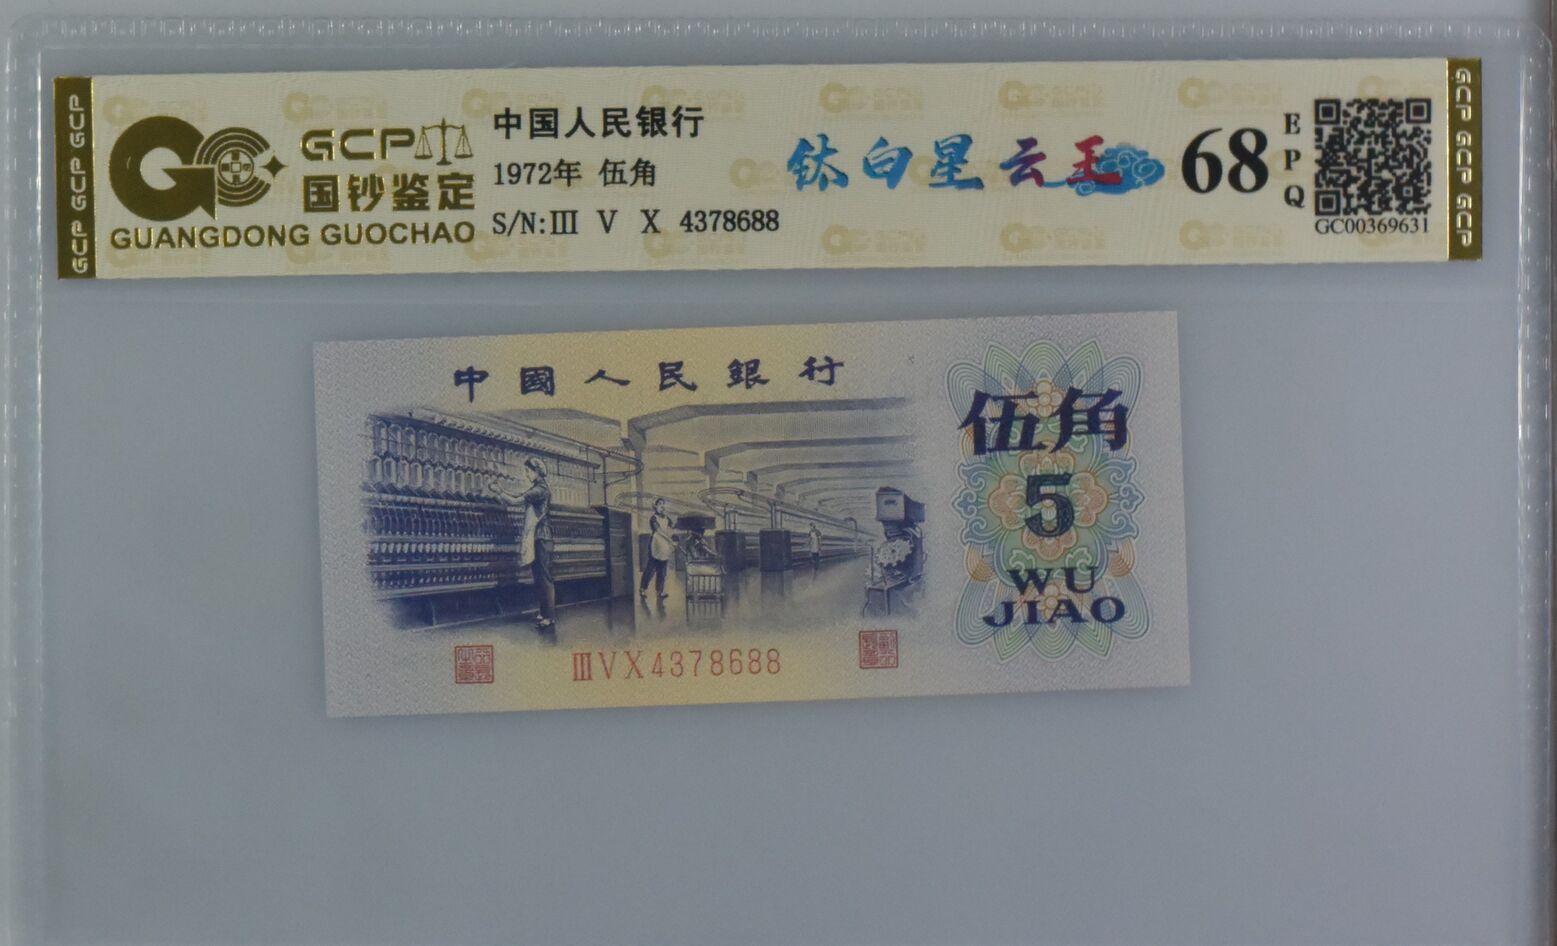 GCP
国钞鉴定
GUANGDONG GUOCHAO
中国人民银行
1972年 伍角
S/N:Ⅲ V X 4378688
钛白星云王
68
EPQ
GC00369631
GCP GCP GCP
GCP GCP GCP
中國人民銀行
伍角
5
WU
JIAO
ⅢVX4378688